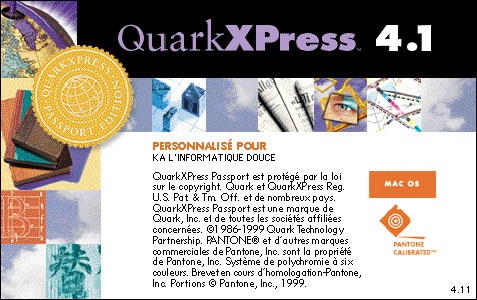 QuarkXPress™ 4.1
QUARKXPRESS
PASSPORT EDITION
PERSONNALISÉ POUR
KA L'INFORMATIQUE DOUCE
QuarkXPress Passport est protégé par la loi
sur le copyright. Quark et QuarkXPress Reg.
U.S. Pat. & Tm. Off. et de nombreux pays.
QuarkXPress Passport est une marque de
Quark, Inc. et de toutes les sociétés affiliées
concernées. ©1986-1999 Quark Technology
Partnership. PANTONE® et d'autres marques
commerciales de Pantone, Inc. sont la propriété
de Pantone, Inc. Système de polychromie à six
couleurs. Brevet en cours d'homologation-Pantone,
Inc. Portions © Pantone, Inc., 1999.
MAC OS
PANTONE
CALIBRATED™
4.11